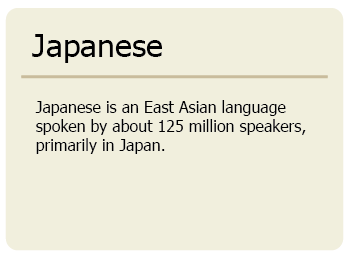 Japanese
Japanese is an East Asian language
spoken by about 125 million speakers,
primarily in Japan.